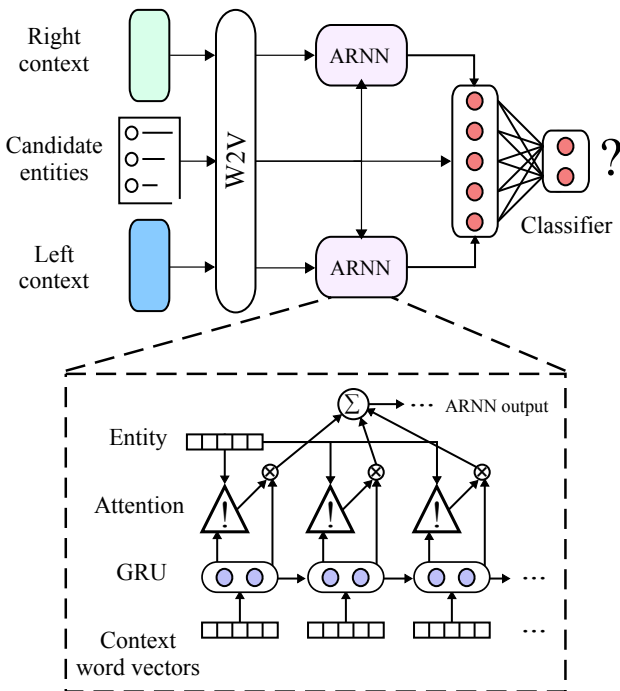 Right
context
ARNN
Candidate
entities
W2V
?
Classifier
Left
context
ARNN
Σ
... ARNN output
Entity
Attention
! ! !
GRU
...
Context
word vectors
...